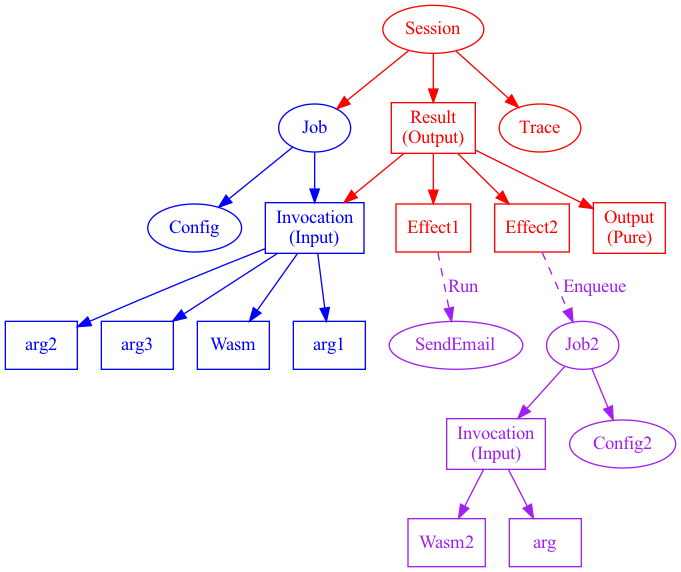 Session
Job
Result
(Output)
Trace
Config
Invocation
(Input)
Effect1
Effect2
Output
(Pure)
Run
Enqueue
arg2
arg3
Wasm
arg1
SendEmail
Job2
Invocation
(Input)
Config2
Wasm2
arg